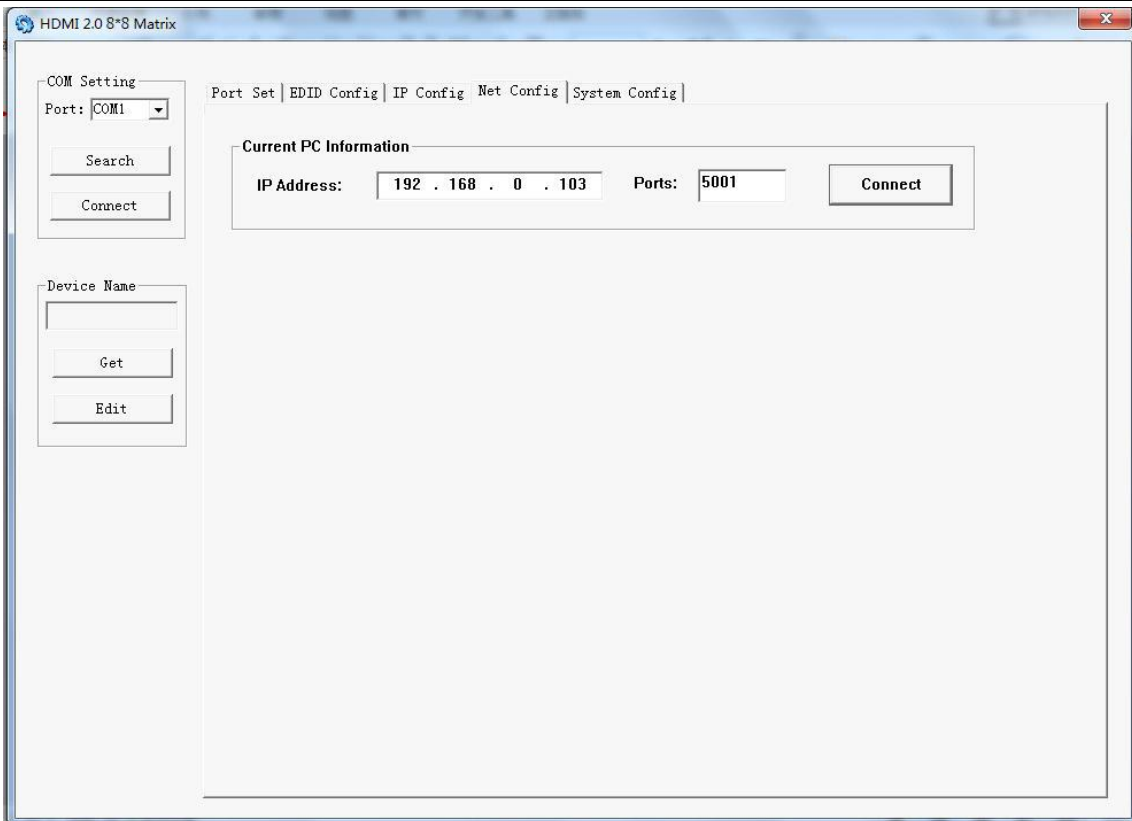 HDMI 2.0 8*8 Matrix
COM Setting
Port: COM1
Search
Connect
Device Name
Get
Edit
Port Set EDID Config IP Config Net Config System Config
Current PC Information
IP Address: 192 . 168 . 0 . 103 Ports: 5001 Connect